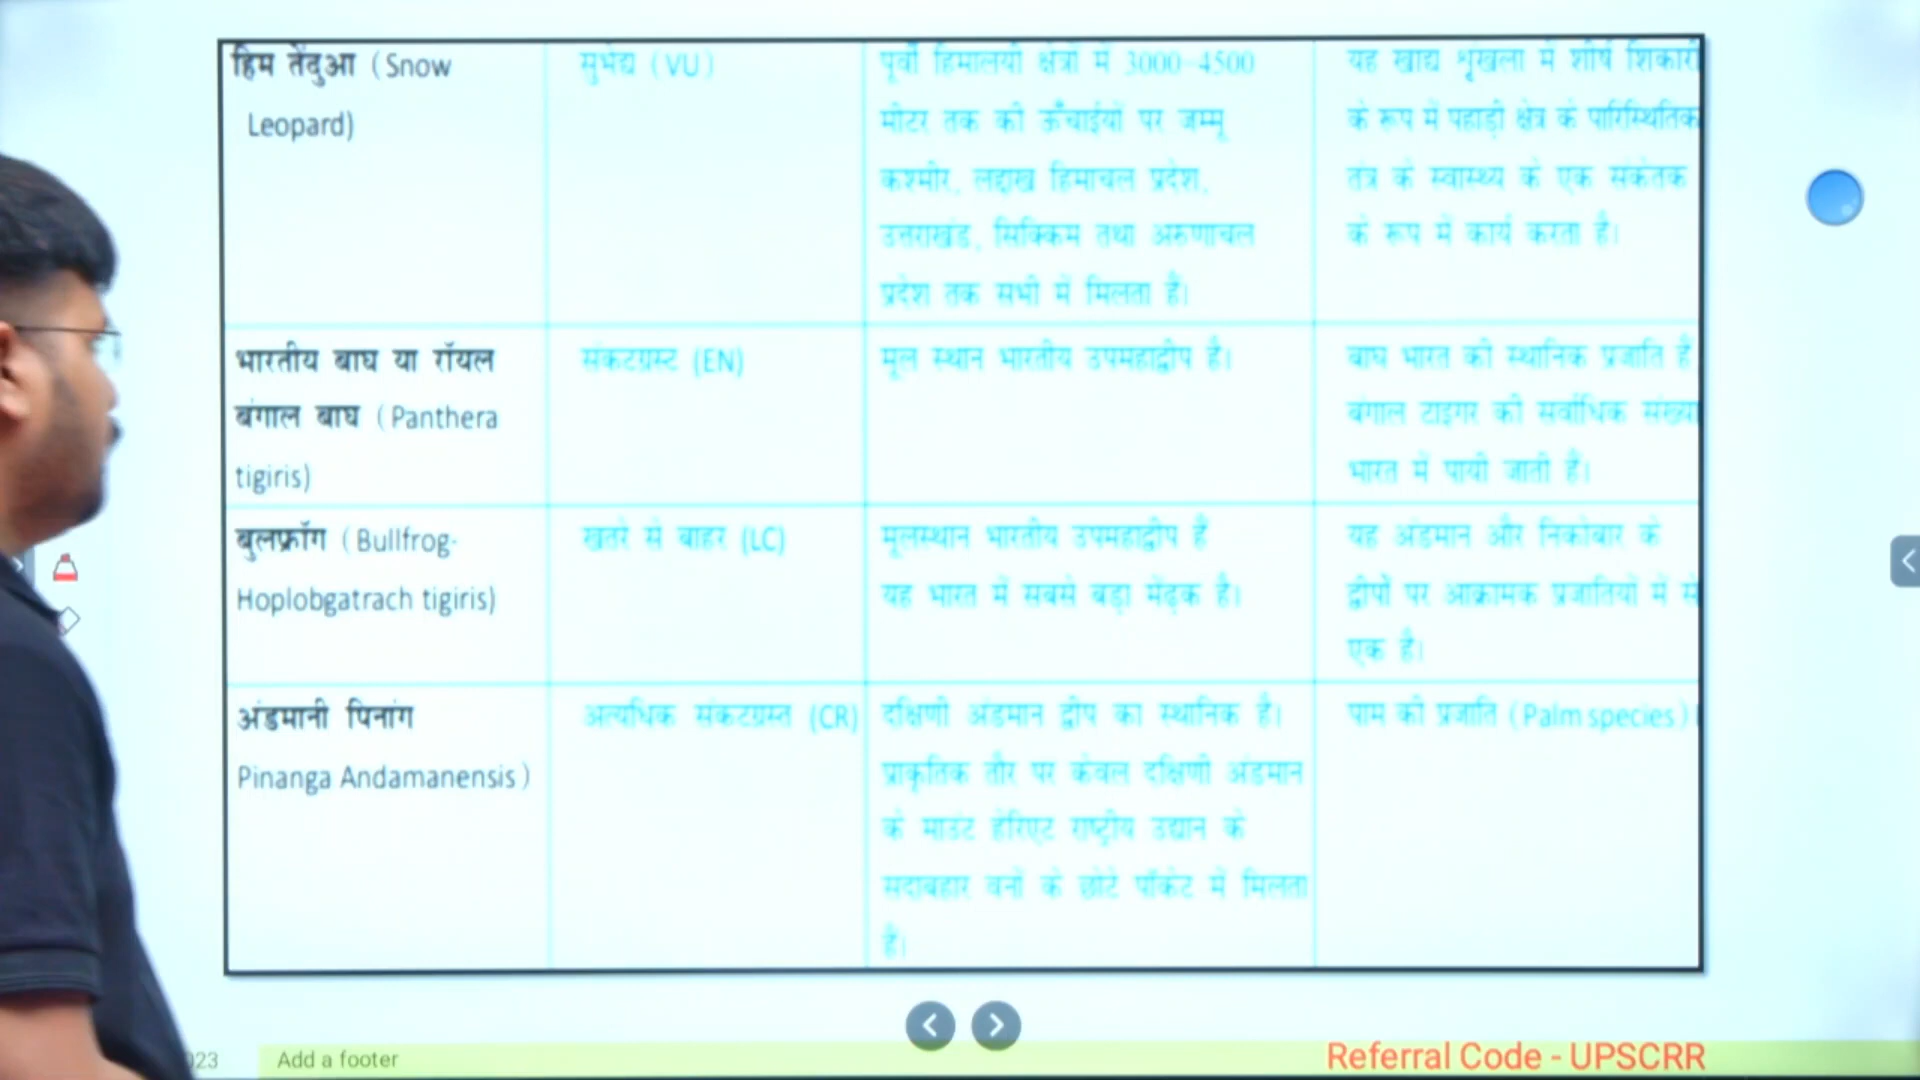 हिम तेंदुआ (Snow
Leopard)
सुभेद्य (VU)
पूर्वी हिमालयी क्षेत्रों में 3000-4500
मीटर तक की ऊँचाईयों पर जम्मू
कश्मीर, लद्दाख हिमाचल प्रदेश,
उत्तराखंड, सिक्किम तथा अरुणाचल
प्रदेश तक सभी में मिलता है।
यह खाद्य शृंखला में शीर्ष शिकारी
के रूप में पहाड़ी क्षेत्र के पारिस्थितिक
तंत्र के स्वास्थ्य के एक संकेतक
के रूप में कार्य करता है।
भारतीय बाघ या रॉयल
बंगाल बाघ (Panthera
tigiris)
संकटग्रस्ट (EN)
मूल स्थान भारतीय उपमहाद्वीप है।
बाघ भारत की स्थानिक प्रजाति है
बंगाल टाइगर की सर्वाधिक संख्या
भारत में पायी जाती है।
बुलफ्रॉग (Bullfrog-
Hoplobgatrach tigiris)
खतरे से बाहर (LC)
मूलस्थान भारतीय उपमहाद्वीप है
यह भारत में सबसे बड़ा मेंढ़क है।
यह अंडमान और निकोबार के
द्वीपों पर आक्रामक प्रजातियों में से
एक है।
अंडमानी पिनांग
Pinanga Andamanensis)
अत्यधिक संकटग्रस्त (CR)
दक्षिणी अंडमान द्वीप का स्थानिक है।
प्राकृतिक तौर पर केवल दक्षिणी अंडमान
के माउंट हेरिएट राष्ट्रीय उद्यान के
सदाबहार वनों के छोटे पॉकेट में मिलता
है।
पाम की प्रजाति (Palm species)।
023
Add a footer
Referral Code - UPSCRR